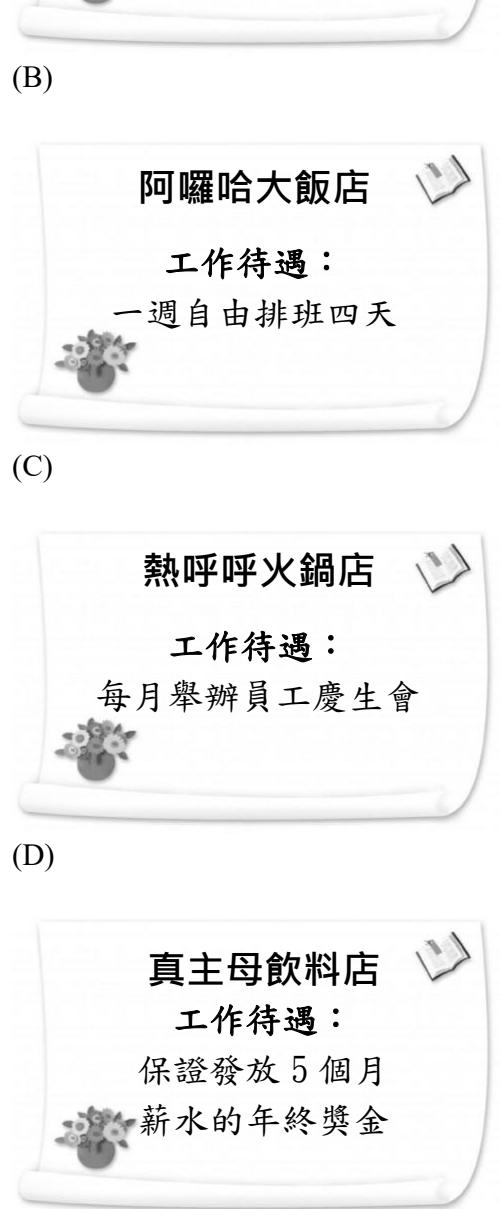 (B)
阿囉哈大飯店
工作待遇：
一週自由排班四天
(C)
熱呼呼火鍋店
工作待遇：
每月舉辦員工慶生會
(D)
真主母飲料店
工作待遇：
保證發放 5 個月
薪水的年終獎金